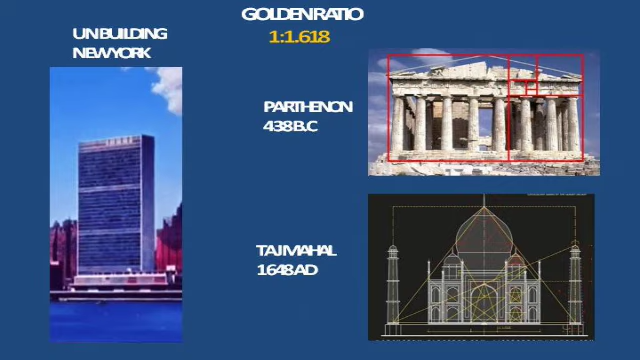 GOLDEN RATIO
1:1.618
UN BUILDING
NEW YORK
PARTHENON
438 B.C
TAJ MAHAL
1648 AD